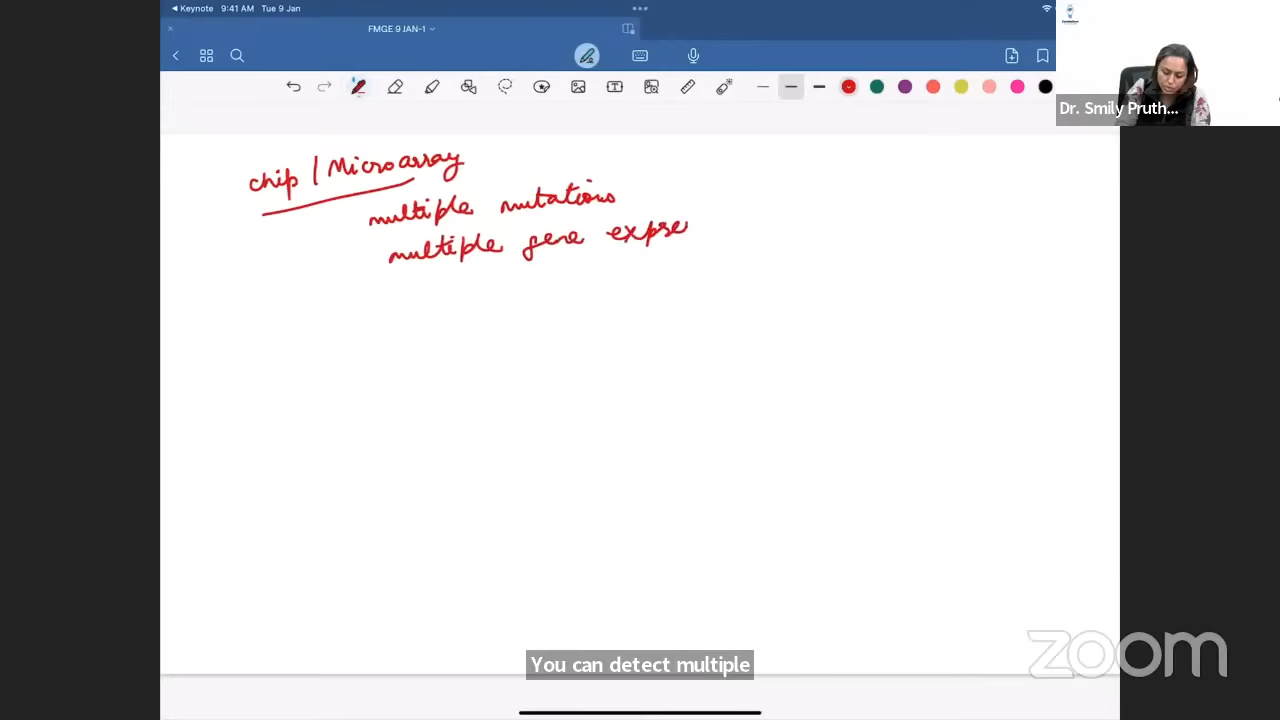 Keynote 9:41 AM Tue 9 Jan
FMGE 9 JAN-1
Dr. Smily Pruth...
chip / Microarray
multiple mutations
multiple gene expse
You can detect multiple
zoom